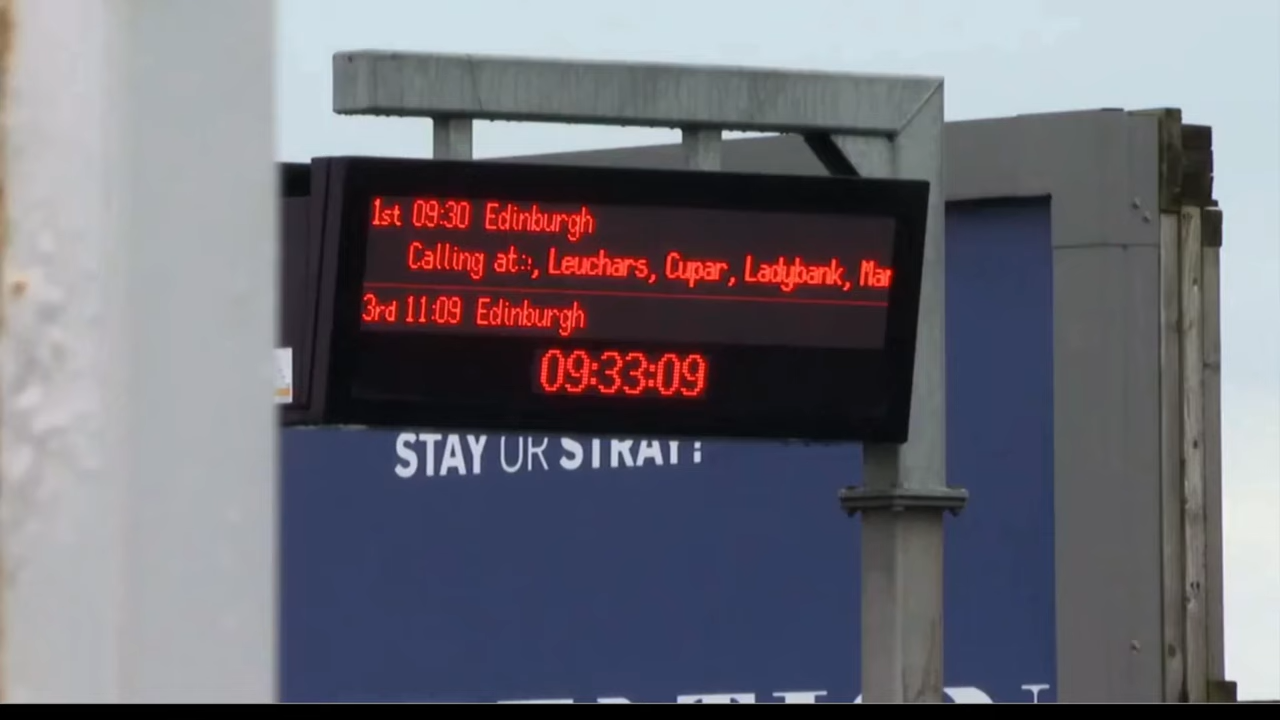 1st 09:30 Edinburgh
Calling at:, Leuchars, Cupar, Ladybank, Mar
3rd 11:09 Edinburgh
09:33:09
STAY OR STRAY?